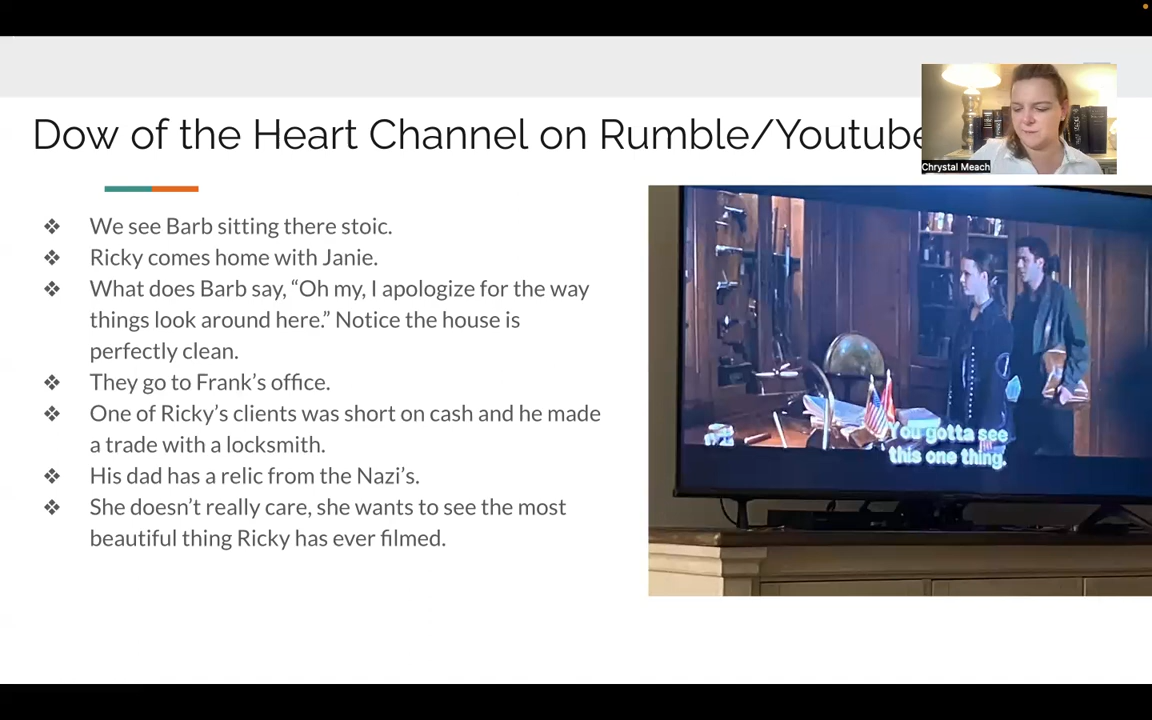 Dow of the Heart Channel on Rumble/Youtube
Chrystal Meach
❖ We see Barb sitting there stoic.
❖ Ricky comes home with Janie.
❖ What does Barb say, “Oh my, I apologize for the way
things look around here.” Notice the house is
perfectly clean.
❖ They go to Frank’s office.
❖ One of Ricky’s clients was short on cash and he made
a trade with a locksmith.
❖ His dad has a relic from the Nazi’s.
❖ She doesn’t really care, she wants to see the most
beautiful thing Ricky has ever filmed.
You gotta see
this one thing.